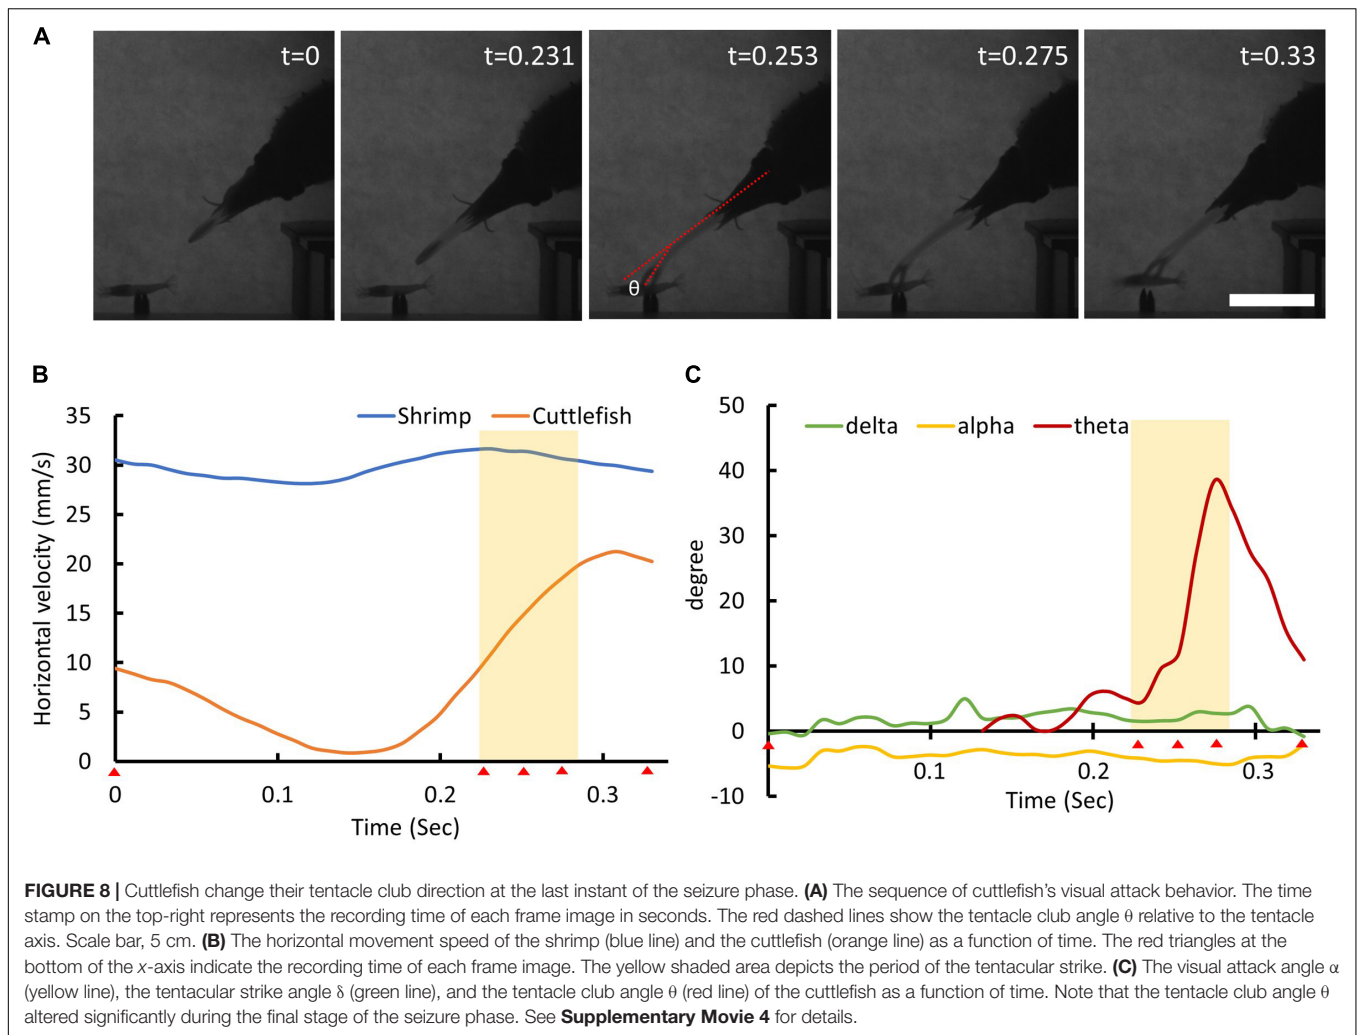 A
t=0
t=0.231
t=0.253
t=0.275
t=0.33
θ
B
C
Shrimp
Cuttlefish
35
30
25
20
15
10
5
0
Horizontal velocity (mm/s)
0
0.1
0.2
0.3
Time (Sec)
delta
alpha
theta
50
40
30
20
10
0
-10
degree
0.1
0.2
0.3
Time (Sec)
FIGURE 8 | Cuttlefish change their tentacle club direction at the last instant of the seizure phase. (A) The sequence of cuttlefish's visual attack behavior. The time
stamp on the top-right represents the recording time of each frame image in seconds. The red dashed lines show the tentacle club angle θ relative to the tentacle
axis. Scale bar, 5 cm. (B) The horizontal movement speed of the shrimp (blue line) and the cuttlefish (orange line) as a function of time. The red triangles at the
bottom of the x-axis indicate the recording time of each frame image. The yellow shaded area depicts the period of the tentacular strike. (C) The visual attack angle α
(yellow line), the tentacular strike angle δ (green line), and the tentacle club angle θ (red line) of the cuttlefish as a function of time. Note that the tentacle club angle θ
altered significantly during the final stage of the seizure phase. See Supplementary Movie 4 for details.